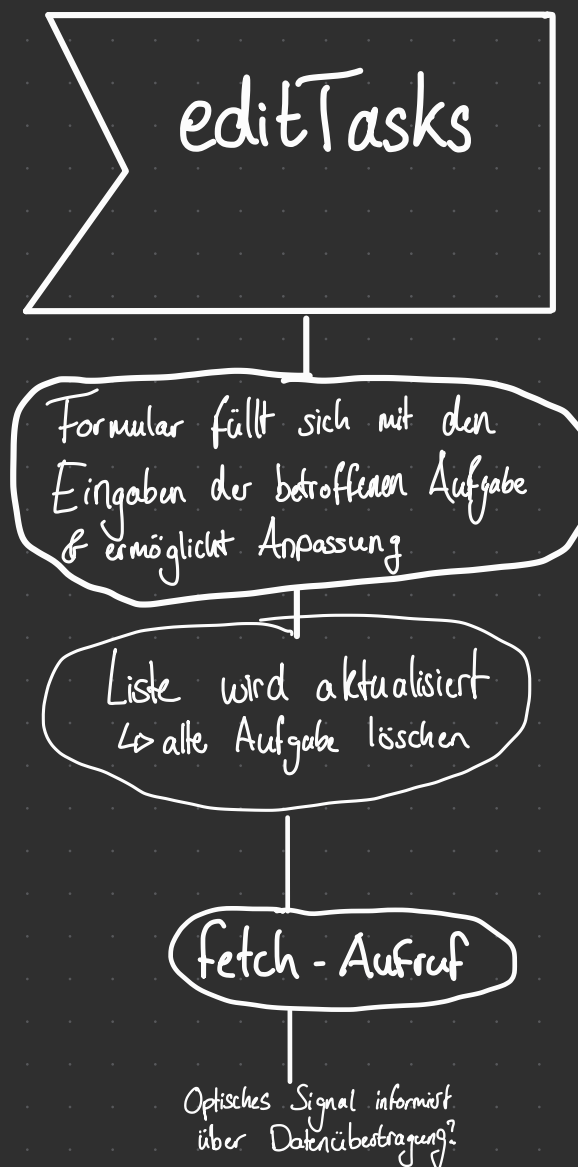 editTasks
Formular füllt sich mit den
Eingaben der betroffenen Aufgabe
& ermöglicht Anpassung
Liste wird aktualisiert
↳ alte Aufgabe löschen
fetch - Aufruf
Optisches Signal informiert
über Datenübertragung?